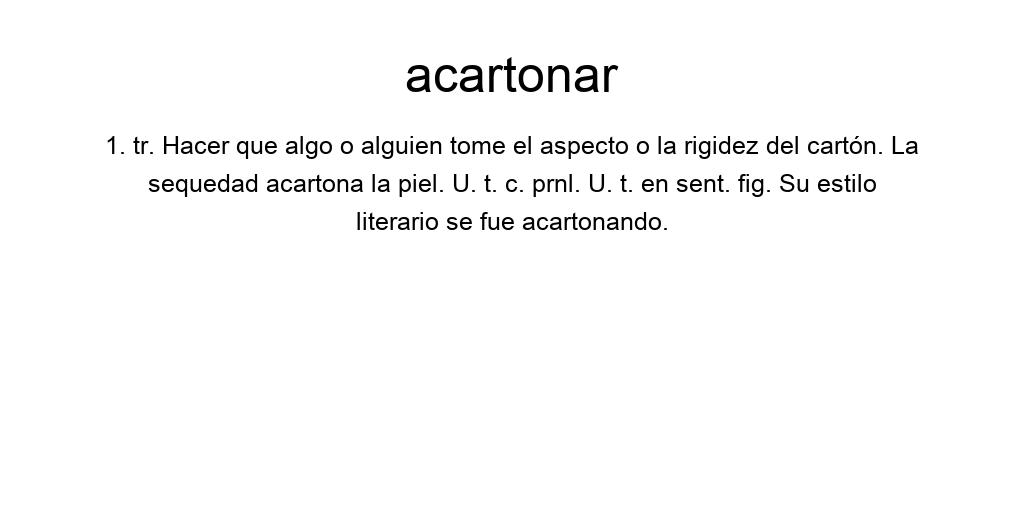 acartonar
1. tr. Hacer que algo o alguien tome el aspecto o la rigidez del cartón. La
sequedad acartona la piel. U. t. c. prnl. U. t. en sent. fig. Su estilo
literario se fue acartonando.